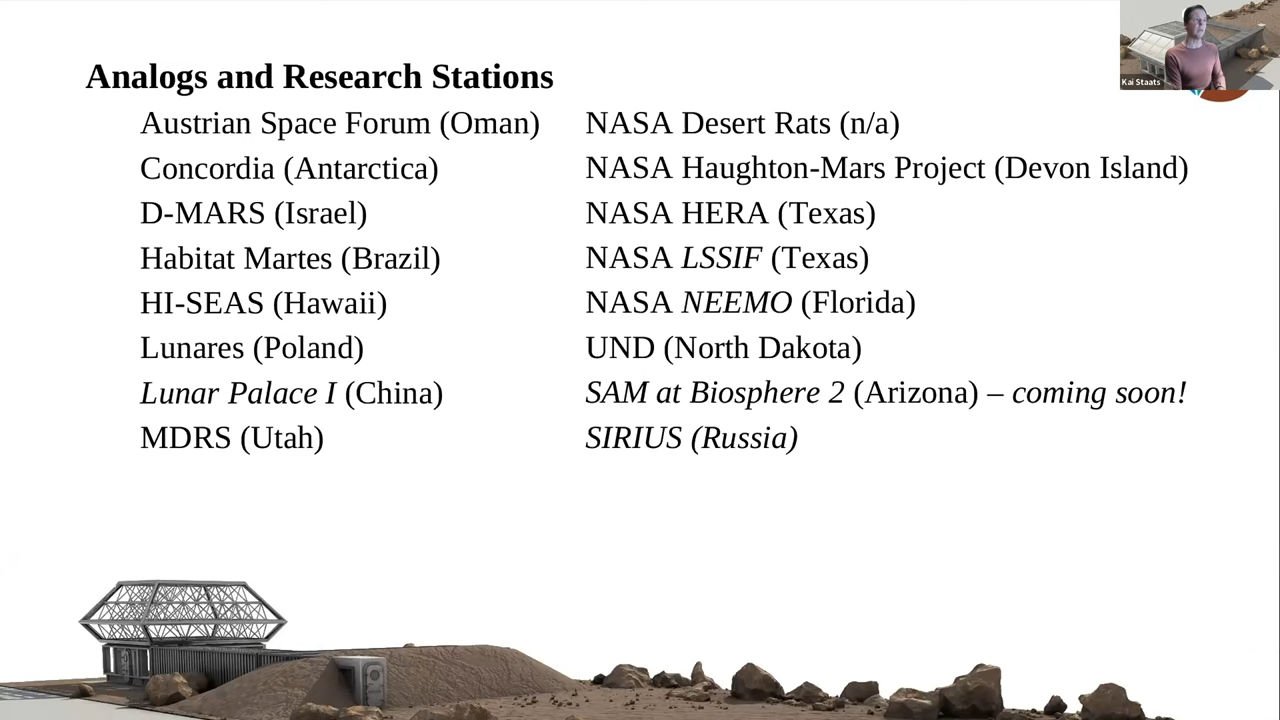 Analogs and Research Stations
Austrian Space Forum (Oman)
Concordia (Antarctica)
D-MARS (Israel)
Habitat Martes (Brazil)
HI-SEAS (Hawaii)
Lunares (Poland)
Lunar Palace I (China)
MDRS (Utah)
NASA Desert Rats (n/a)
NASA Haughton-Mars Project (Devon Island)
NASA HERA (Texas)
NASA LSSIF (Texas)
NASA NEEMO (Florida)
UND (North Dakota)
SAM at Biosphere 2 (Arizona) – coming soon!
SIRIUS (Russia)
Kai Staats